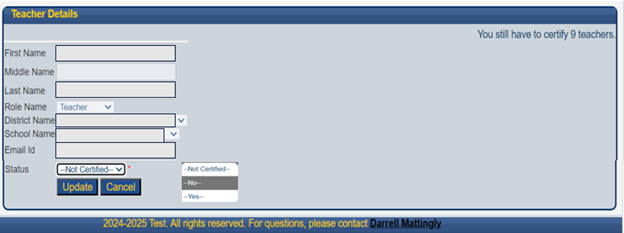 Teacher Details
You still have to certify 9 teachers.
First Name
Middle Name
Last Name
Role Name Teacher
District Name
School Name
Email Id
Status --Not Certified-- *
--Not Certified--
--No--
--Yes--
Update Cancel
2024-2025 Test. All rights reserved. For questions, please contact Darrell Mattingly